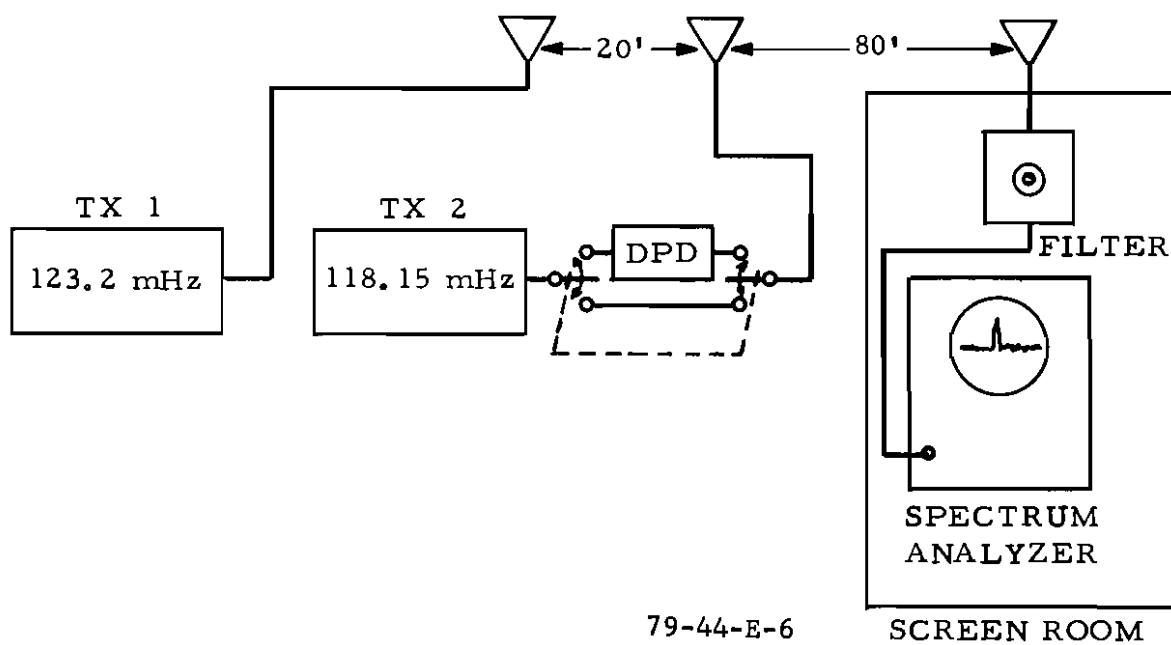 20'
80'
TX 1
TX 2
123.2 mHz
118.15 mHz
DPD
FILTER
SPECTRUM
ANALYZER
79-44-E-6
SCREEN ROOM